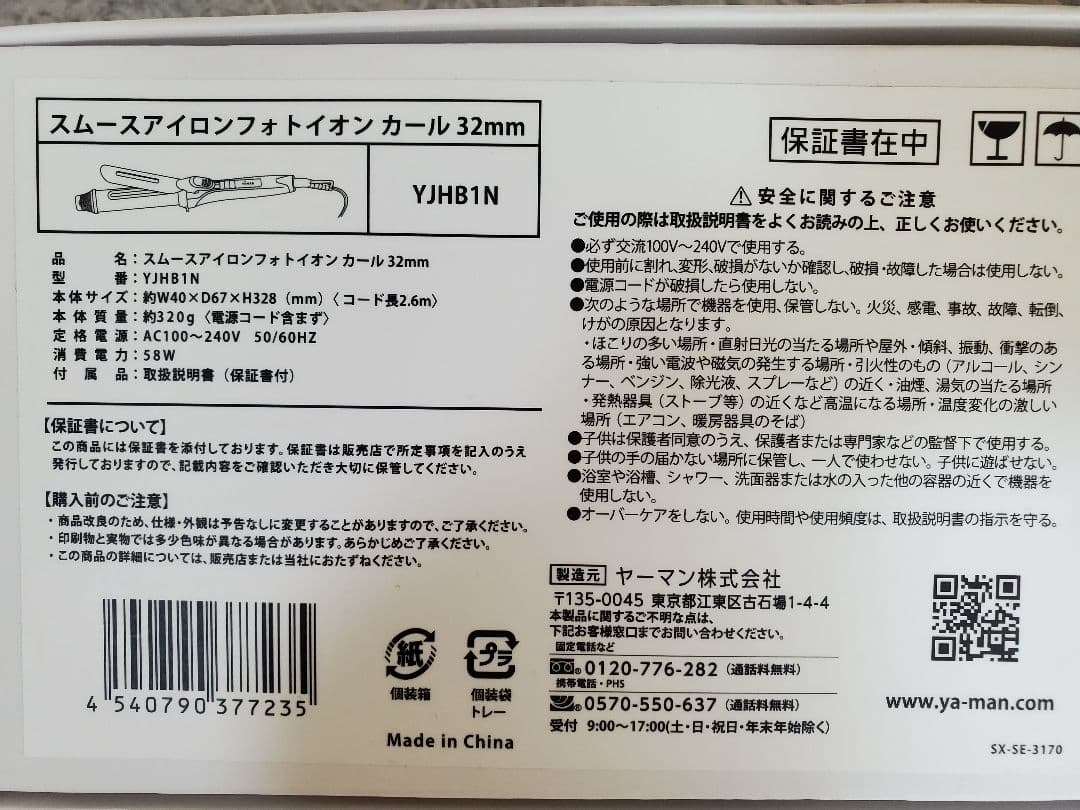 スムースアイロンフォトイオン カール 32mm
YJHB1N
品名：スムースアイロンフォトイオン カール 32mm
型番：YJHB1N
本体サイズ：約W40×D67×H328（mm）〈コード長2.6m〉
本体質量：約320g〈電源コード含まず〉
定格電源：AC100～240V 50/60HZ
消費電力：58W
付属品：取扱説明書（保証書付）
【保証書について】
この商品には保証書を添付しております。保証書は販売店で所定事項を記入のうえ
発行しておりますので、記載内容をご確認いただき大切に保管してください。
【購入前のご注意】
・商品改良のため、仕様・外観は予告なしに変更することがありますので、ご了承ください。
・印刷物と実物では多少色味が異なる場合があります。あらかじめご了承ください。
・この商品の詳細については、販売店または当社におたずねください。
4 540790 377235
紙
個装箱
プラ
個装袋
トレー
Made in China
保証書在中
⚠安全に関するご注意
ご使用の際は取扱説明書をよくお読みの上、正しくお使いください。
●必ず交流100V～240Vで使用する。
●使用前に割れ、変形、破損がないか確認し、破損・故障した場合は使用しない。
●電源コードが破損したら使用しない。
●次のような場所で機器を使用、保管しない。火災、感電、事故、故障、転倒、
けがの原因となります。
・ほこりの多い場所・直射日光の当たる場所や屋外・傾斜、振動、衝撃のあ
る場所・強い電波や磁気の発生する場所・引火性のもの（アルコール、シン
ナー、ベンジン、除光液、スプレーなど）の近く・油煙、湯気の当たる場所
・発熱器具（ストーブ等）の近くなど高温になる場所・温度変化の激しい
場所（エアコン、暖房器具のそば）
●子供は保護者同意のうえ、保護者または専門家などの監督下で使用する。
●子供の手の届かない場所に保管し、一人で使わせない。子供に遊ばせない。
●浴室や浴槽、シャワー、洗面器または水の入った他の容器の近くで機器を
使用しない。
●オーバーケアをしない。使用時間や使用頻度は、取扱説明書の指示を守る。
製造元 ヤーマン株式会社
〒135-0045 東京都江東区古石場1-4-4
本製品に関するご不明な点は、
下記お客様窓口までお問い合わせください。
固定電話など
0120-776-282（通話料無料）
携帯電話・PHS
0570-550-637（通話料無料）
受付 9:00～17:00(土・日・祝日・年末年始除く）
www.ya-man.com
SX-SE-3170